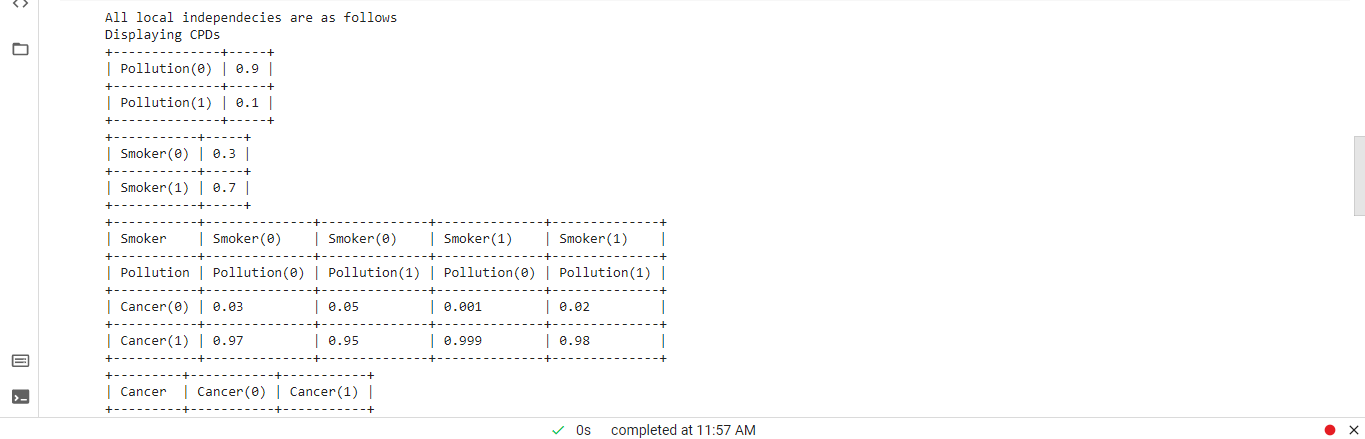 All local independecies are as follows
Displaying CPDs
+--------------+-----+
| Pollution(0) | 0.9 |
+--------------+-----+
| Pollution(1) | 0.1 |
+--------------+-----+
+-----------+-----+
| Smoker(0) | 0.3 |
+-----------+-----+
| Smoker(1) | 0.7 |
+-----------+-----+
+-----------+--------------+--------------+--------------+--------------+
| Smoker    | Smoker(0)    | Smoker(0)    | Smoker(1)    | Smoker(1)    |
+-----------+--------------+--------------+--------------+--------------+
| Pollution | Pollution(0) | Pollution(1) | Pollution(0) | Pollution(1) |
+-----------+--------------+--------------+--------------+--------------+
| Cancer(0) | 0.03         | 0.05         | 0.001        | 0.02         |
+-----------+--------------+--------------+--------------+--------------+
| Cancer(1) | 0.97         | 0.95         | 0.999        | 0.98         |
+-----------+--------------+--------------+--------------+--------------+
+---------+-----------+-----------+
| Cancer  | Cancer(0) | Cancer(1) |
+---------+-----------+-----------+
0s completed at 11:57 AM